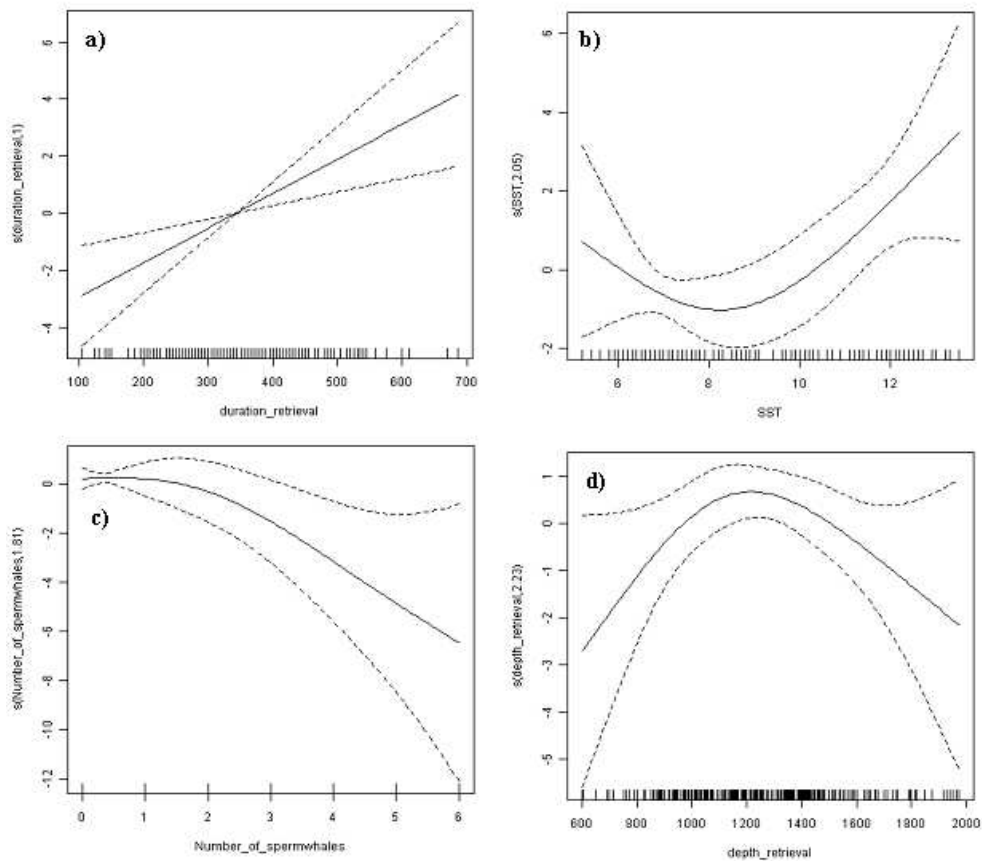 a)
s(duration_retrieval,1)
6
4
2
0
-2
-4
100 200 300 400 500 600 700
duration_retrieval
b)
s(SST,2.05)
6
4
2
0
-2
6 8 10 12
SST
c)
s(Number_of_spermwhales,1.81)
0
-2
-4
-6
-8
-10
-12
0 1 2 3 4 5 6
Number_of_spermwhales
d)
s(depth_retrieval,2.23)
1
0
-1
-2
-3
-4
-5
600 800 1000 1200 1400 1600 1800 2000
depth_retrieval